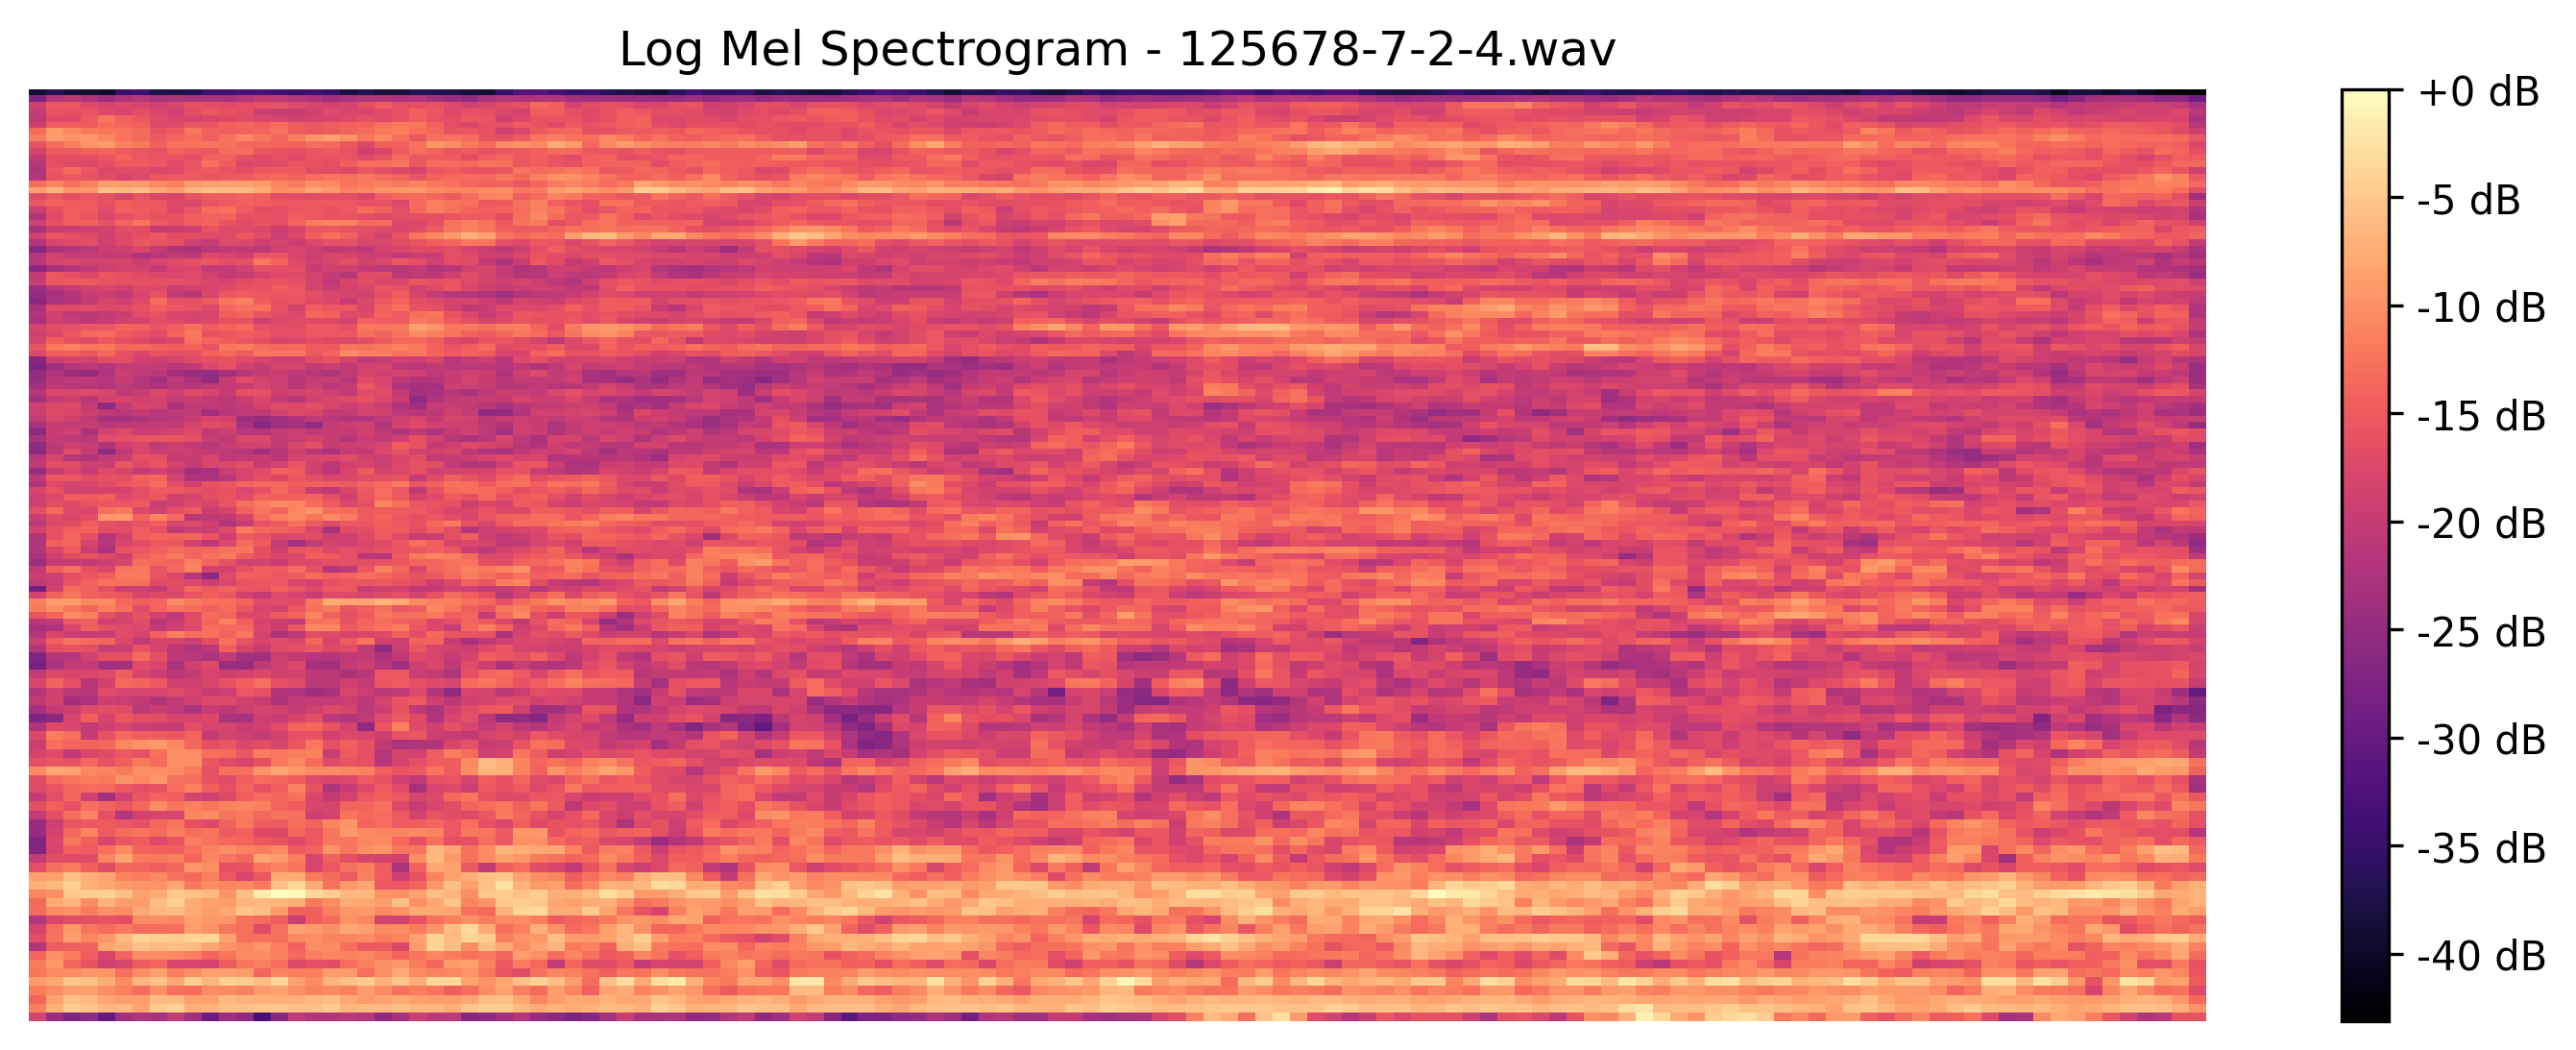 Log Mel Spectrogram - 125678-7-2-4.wav
+0 dB
-5 dB
-10 dB
-15 dB
-20 dB
-25 dB
-30 dB
-35 dB
-40 dB